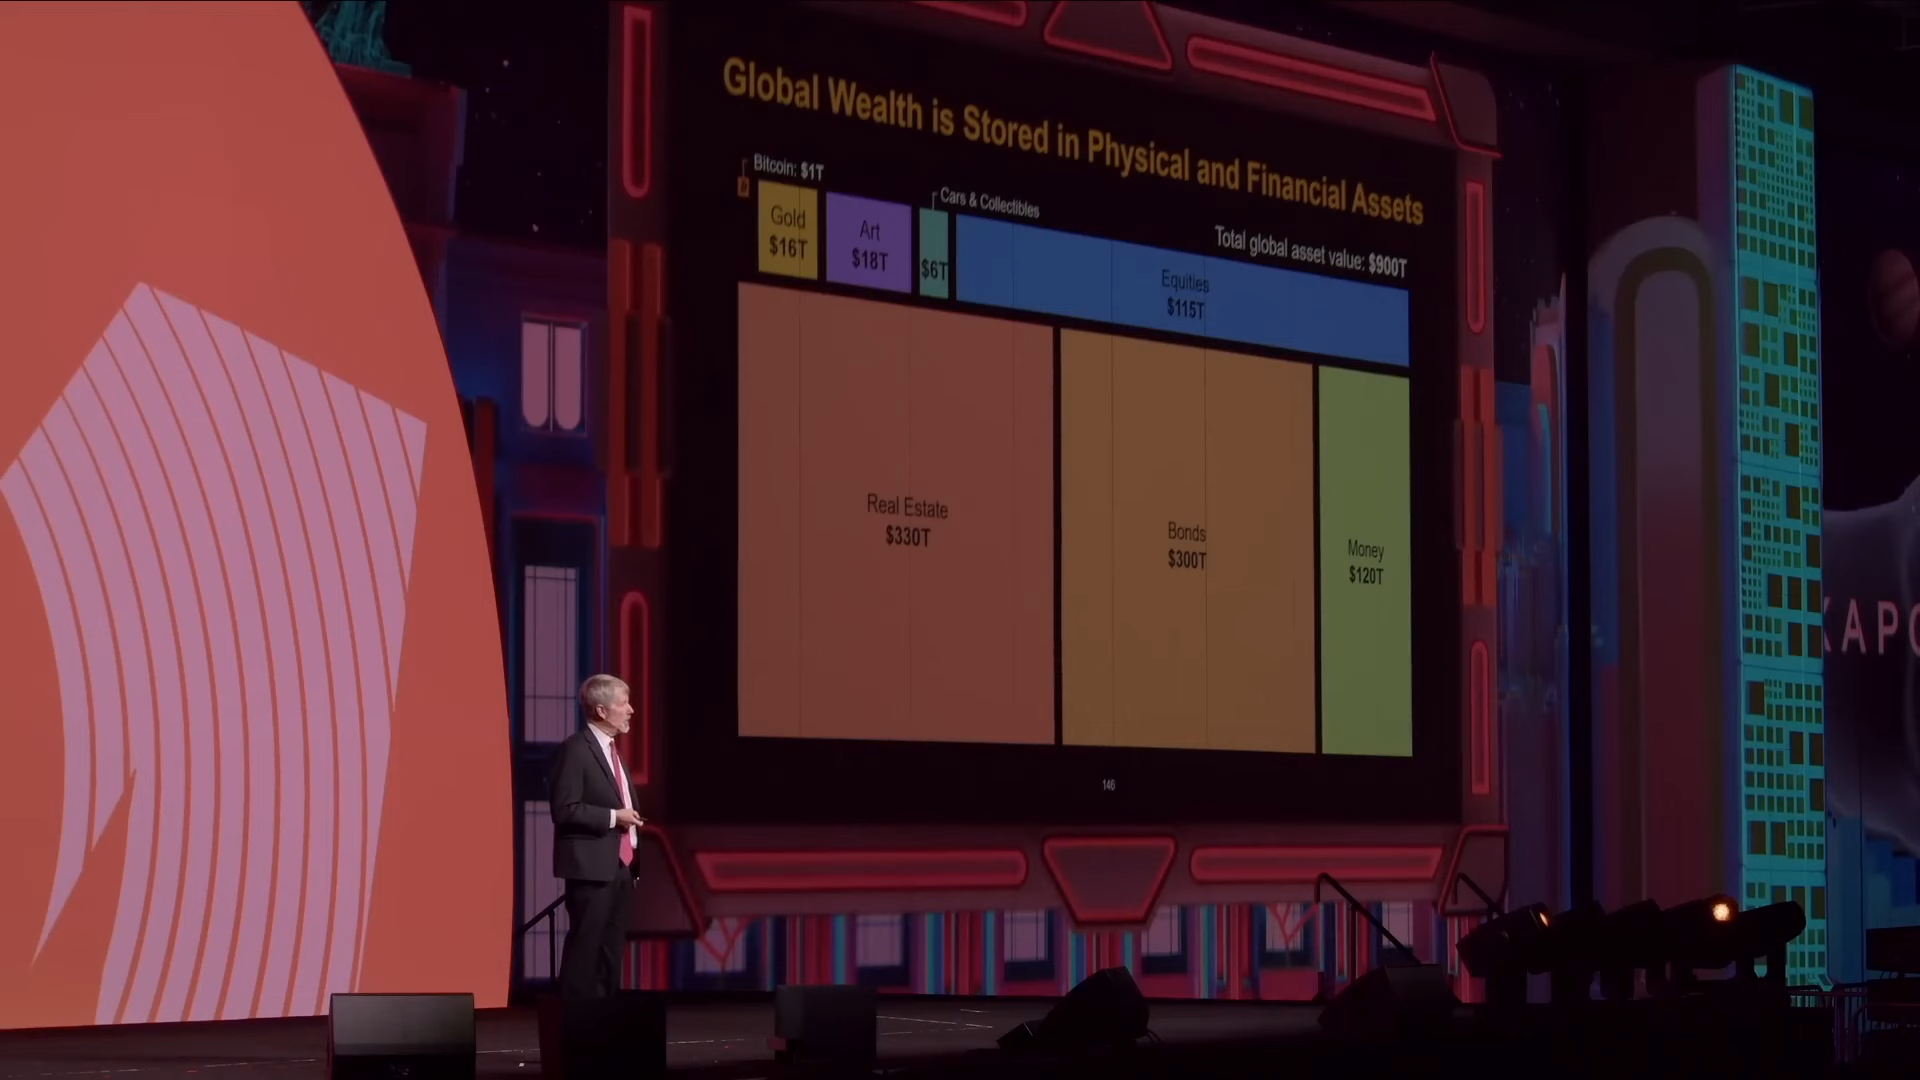 Global Wealth is Stored in Physical and Financial Assets
Bitcoin: $1T
Cars & Collectibles
Total global asset value: $900T
Gold
$16T
Art
$18T
$6T
Equities
$115T
Real Estate
$330T
Bonds
$300T
Money
$120T
146